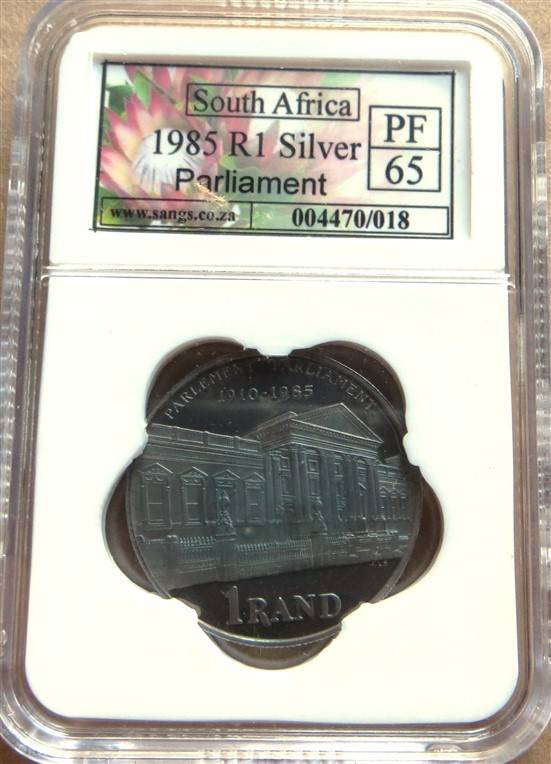 South Africa
1985 R1 Silver
Parliament
PF
65
www.sangs.co.za
004470/018
PARLEMENT PARLIAMENT
1910-1985
1 RAND